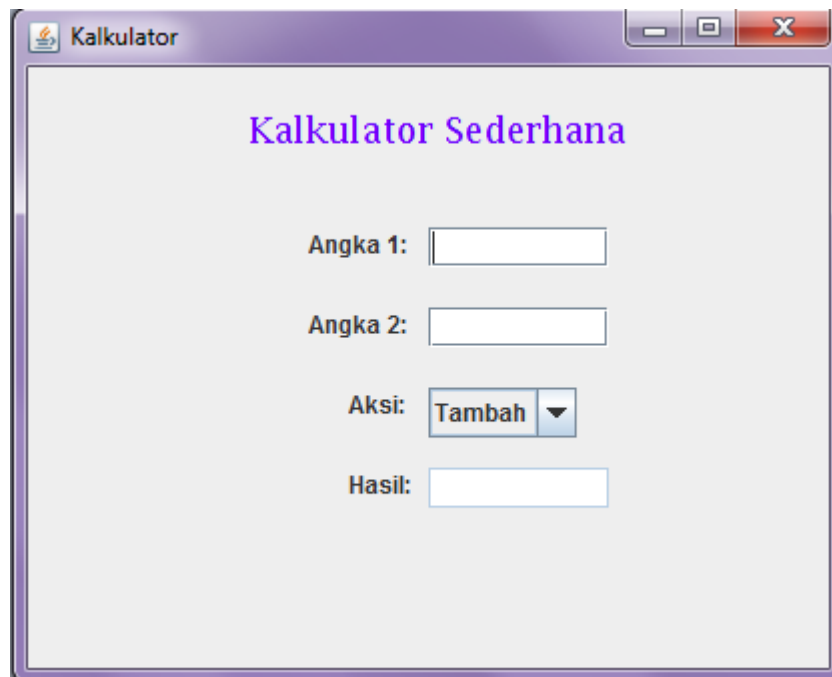 Kalkulator
Kalkulator Sederhana
Angka 1:
Angka 2:
Aksi: Tambah
Hasil: